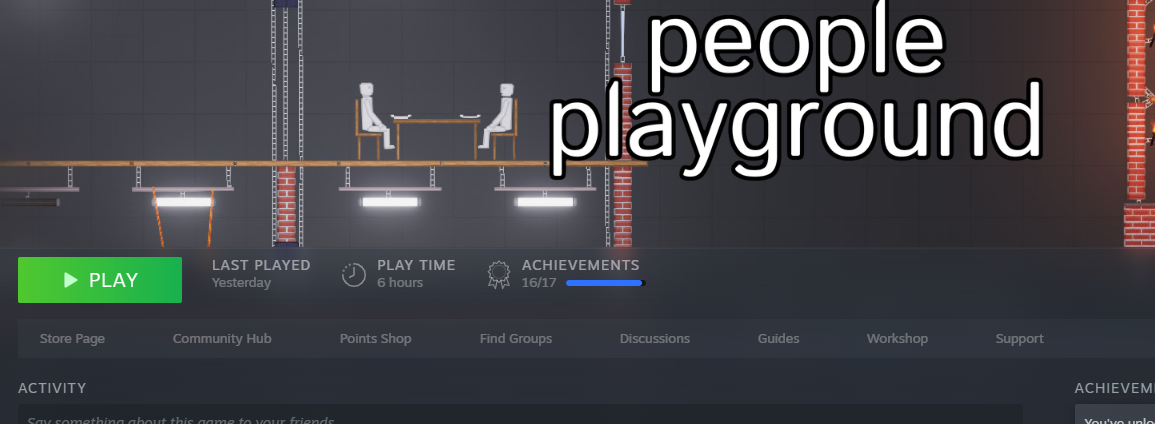 people
playground
PLAY
LAST PLAYED
Yesterday
PLAY TIME
6 hours
ACHIEVEMENTS
16/17
Store Page Community Hub Points Shop Find Groups Discussions Guides Workshop Support
ACTIVITY
ACHIEVEM
Say something about this game to your friends
You've unlo